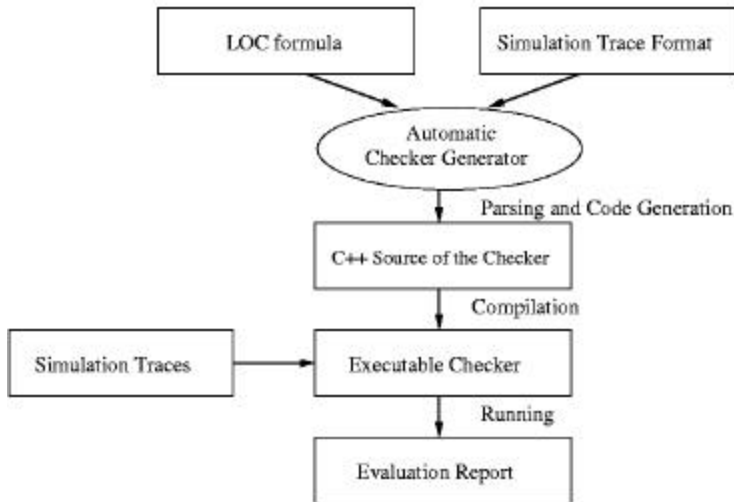 LOC formula
Simulation Trace Format
Automatic
Checker Generator
Parsing and Code Generation
C++ Source of the Checker
Compilation
Simulation Traces
Executable Checker
Running
Evaluation Report